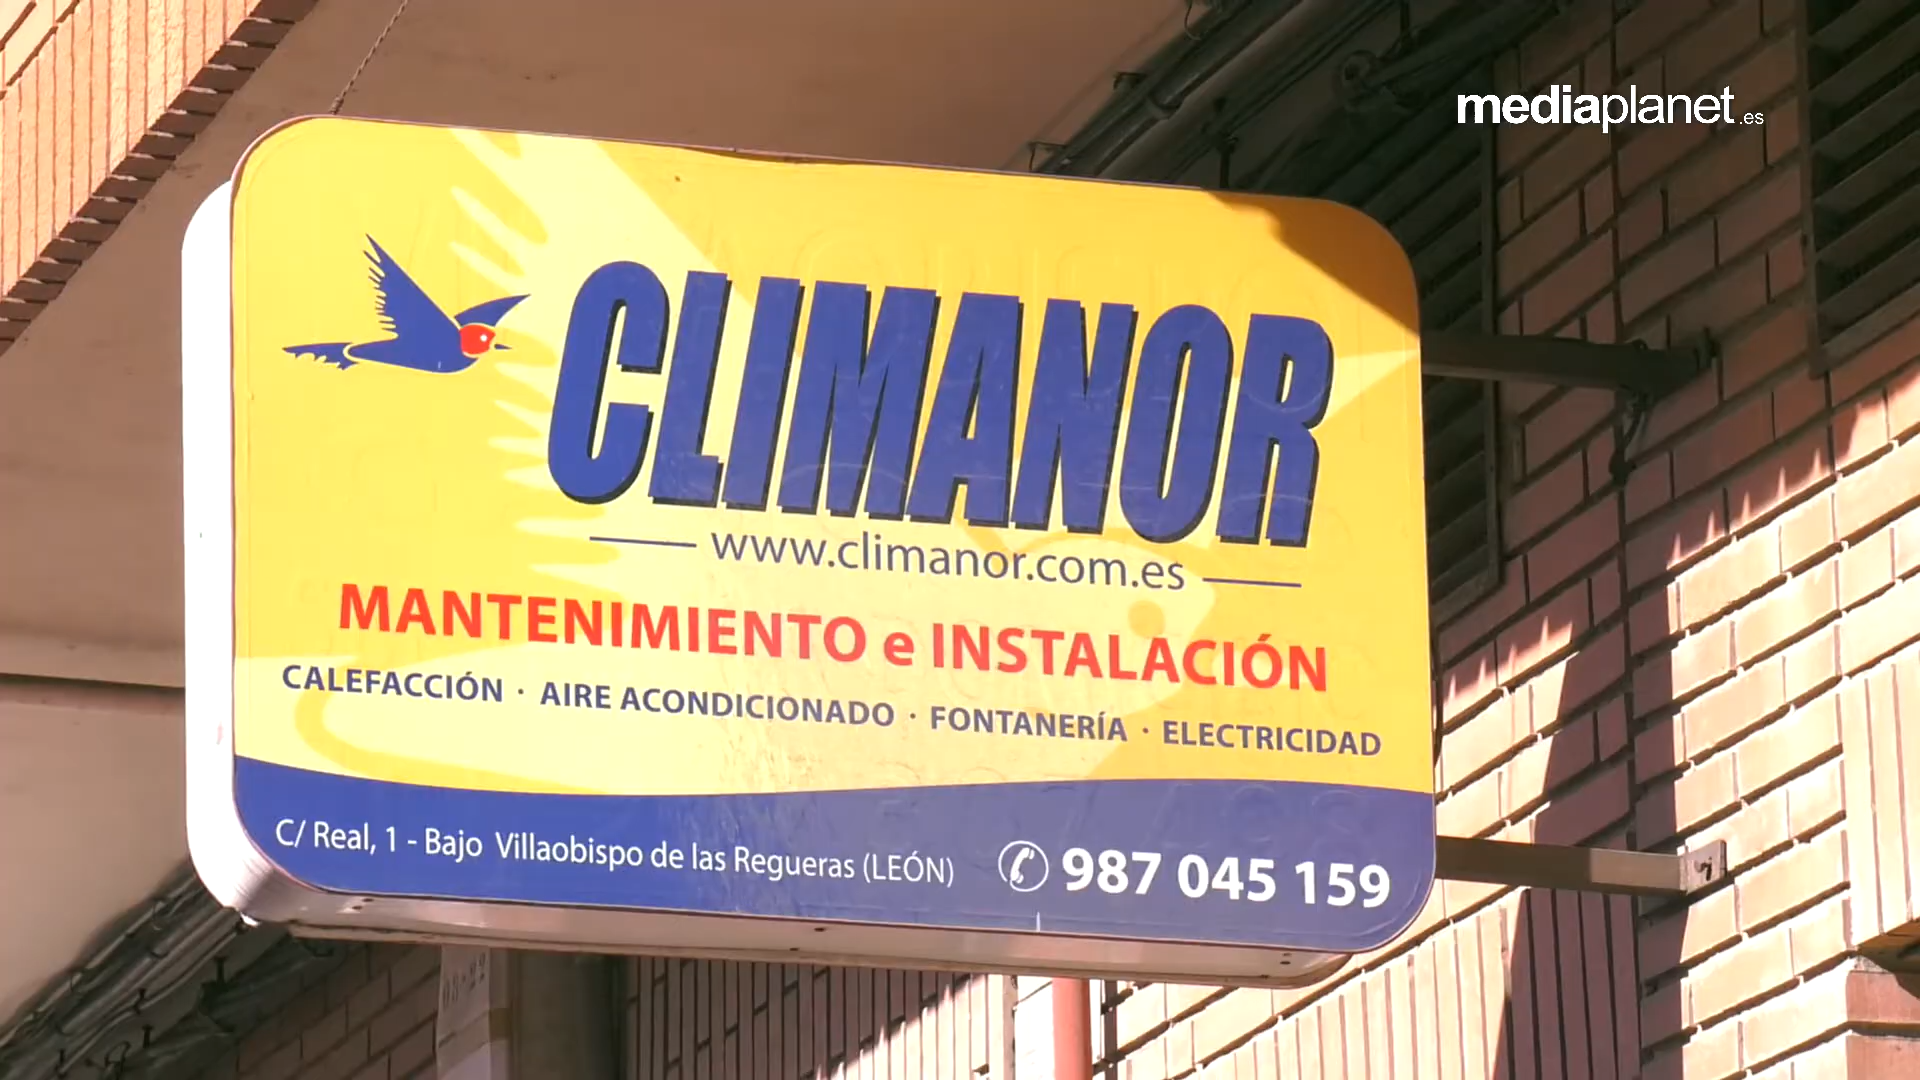 mediaplanet.es
CLIMANOR
www.climanor.com.es
MANTENIMIENTO e INSTALACIÓN
CALEFACCIÓN · AIRE ACONDICIONADO · FONTANERÍA · ELECTRICIDAD
C/ Real, 1 - Bajo Villaobispo de las Regueras (LEÓN) 987 045 159